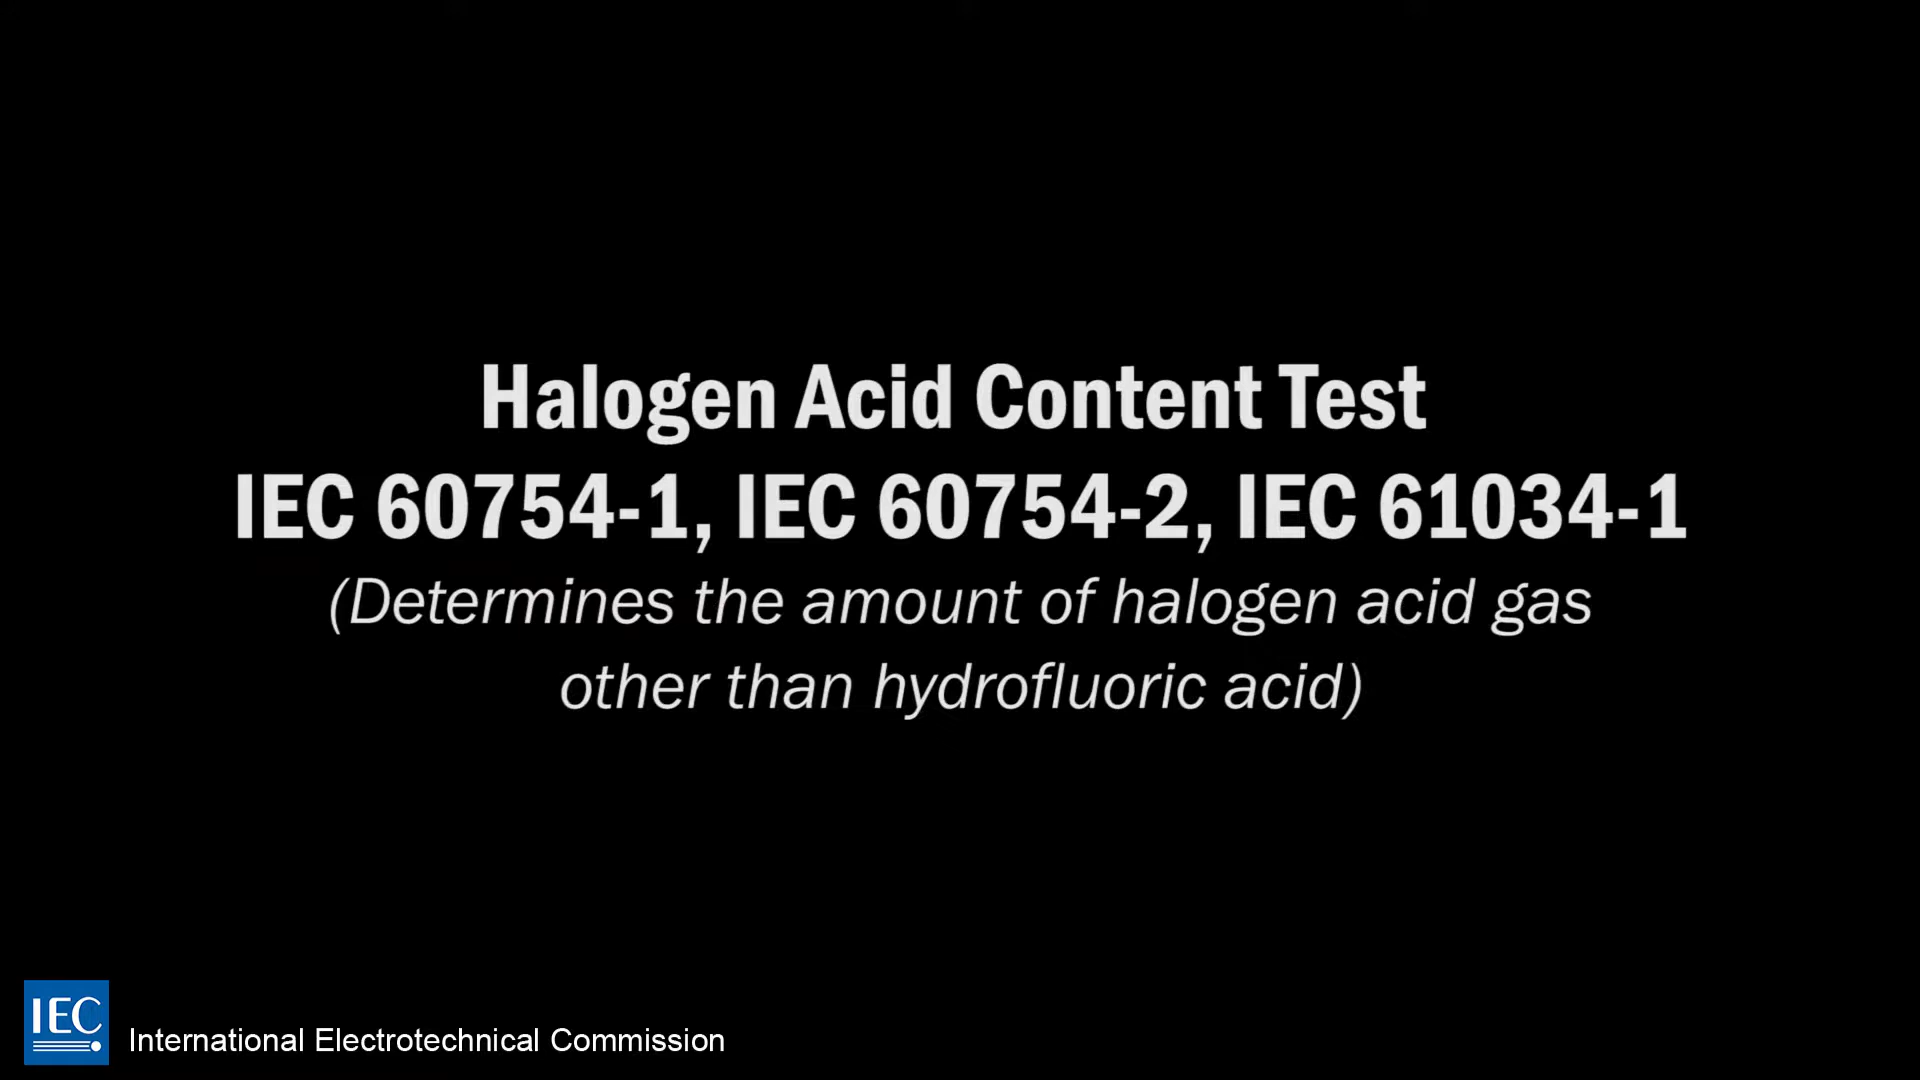 Halogen Acid Content Test
IEC 60754-1, IEC 60754-2, IEC 61034-1
(Determines the amount of halogen acid gas
other than hydrofluoric acid)
IEC
International Electrotechnical Commission